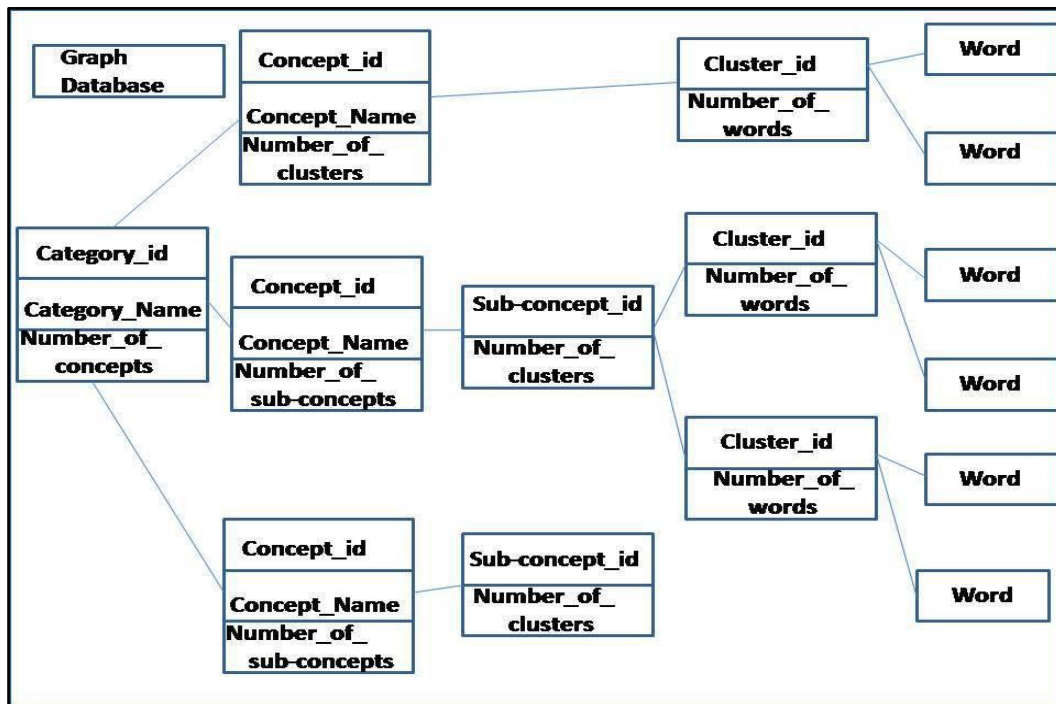 Graph
Database
Concept_id
Concept_Name
Number_of_
clusters
Cluster_id
Number_of_
words
Word
Word
Category_id
Category_Name
Number_of_
concepts
Concept_id
Concept_Name
Number_of_
sub-concepts
Sub-concept_id
Number_of_
clusters
Cluster_id
Number_of_
words
Word
Word
Cluster_id
Number_of_
words
Word
Word
Concept_id
Concept_Name
Number_of_
sub-concepts
Sub-concept_id
Number_of_
clusters